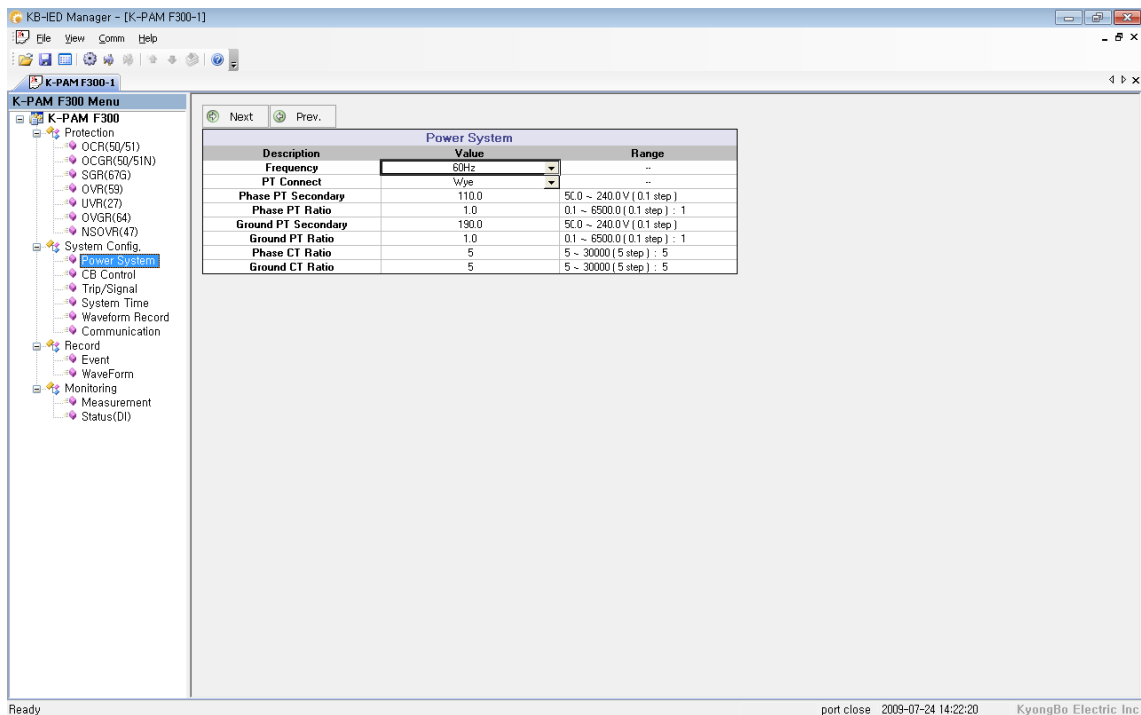 KB-IED Manager - [K-PAM F300-1]
File View Comm Help
K-PAM F300-1
K-PAM F300 Menu
K-PAM F300
Protection
OCR(50/51)
OCGR(50/51N)
SGR(67G)
OVR(59)
UVR(27)
OVGR(64)
NSOVR(47)
System Config.
Power System
CB Control
Trip/Signal
System Time
Waveform Record
Communication
Record
Event
WaveForm
Monitoring
Measurement
Status(DI)
Next Prev.
Power System
Description Value Range
Frequency 60Hz --
PT Connect Wye --
Phase PT Secondary 110.0 50.0 ~ 240.0 V ( 0.1 step )
Phase PT Ratio 1.0 0.1 ~ 6500.0 ( 0.1 step ) : 1
Ground PT Secondary 190.0 50.0 ~ 240.0 V ( 0.1 step )
Ground PT Ratio 1.0 0.1 ~ 6500.0 ( 0.1 step ) : 1
Phase CT Ratio 5 5 ~ 30000 ( 5 step ) : 5
Ground CT Ratio 5 5 ~ 30000 ( 5 step ) : 5
Ready port close 2009-07-24 14:22:20 KyongBo Electric Inc